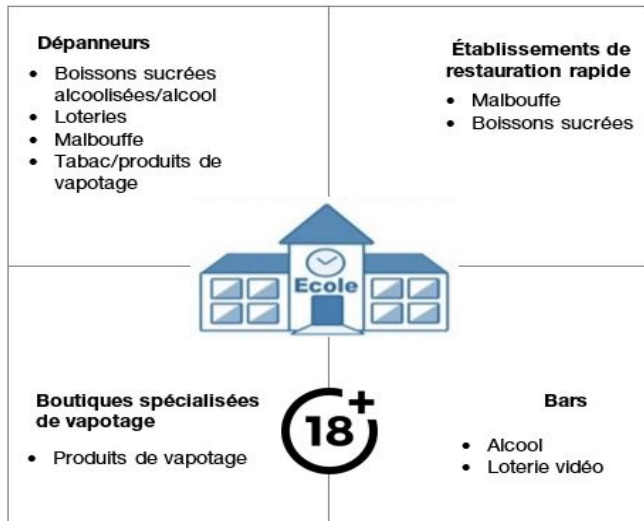 Dépanneurs
• Boissons sucrées
alcoolisées/alcool
• Loteries
• Malbouffe
• Tabac/produits de
vapotage
Établissements de
restauration rapide
• Malbouffe
• Boissons sucrées
Ecole
Boutiques spécialisées
de vapotage
• Produits de vapotage
18+
Bars
• Alcool
• Loterie vidéo